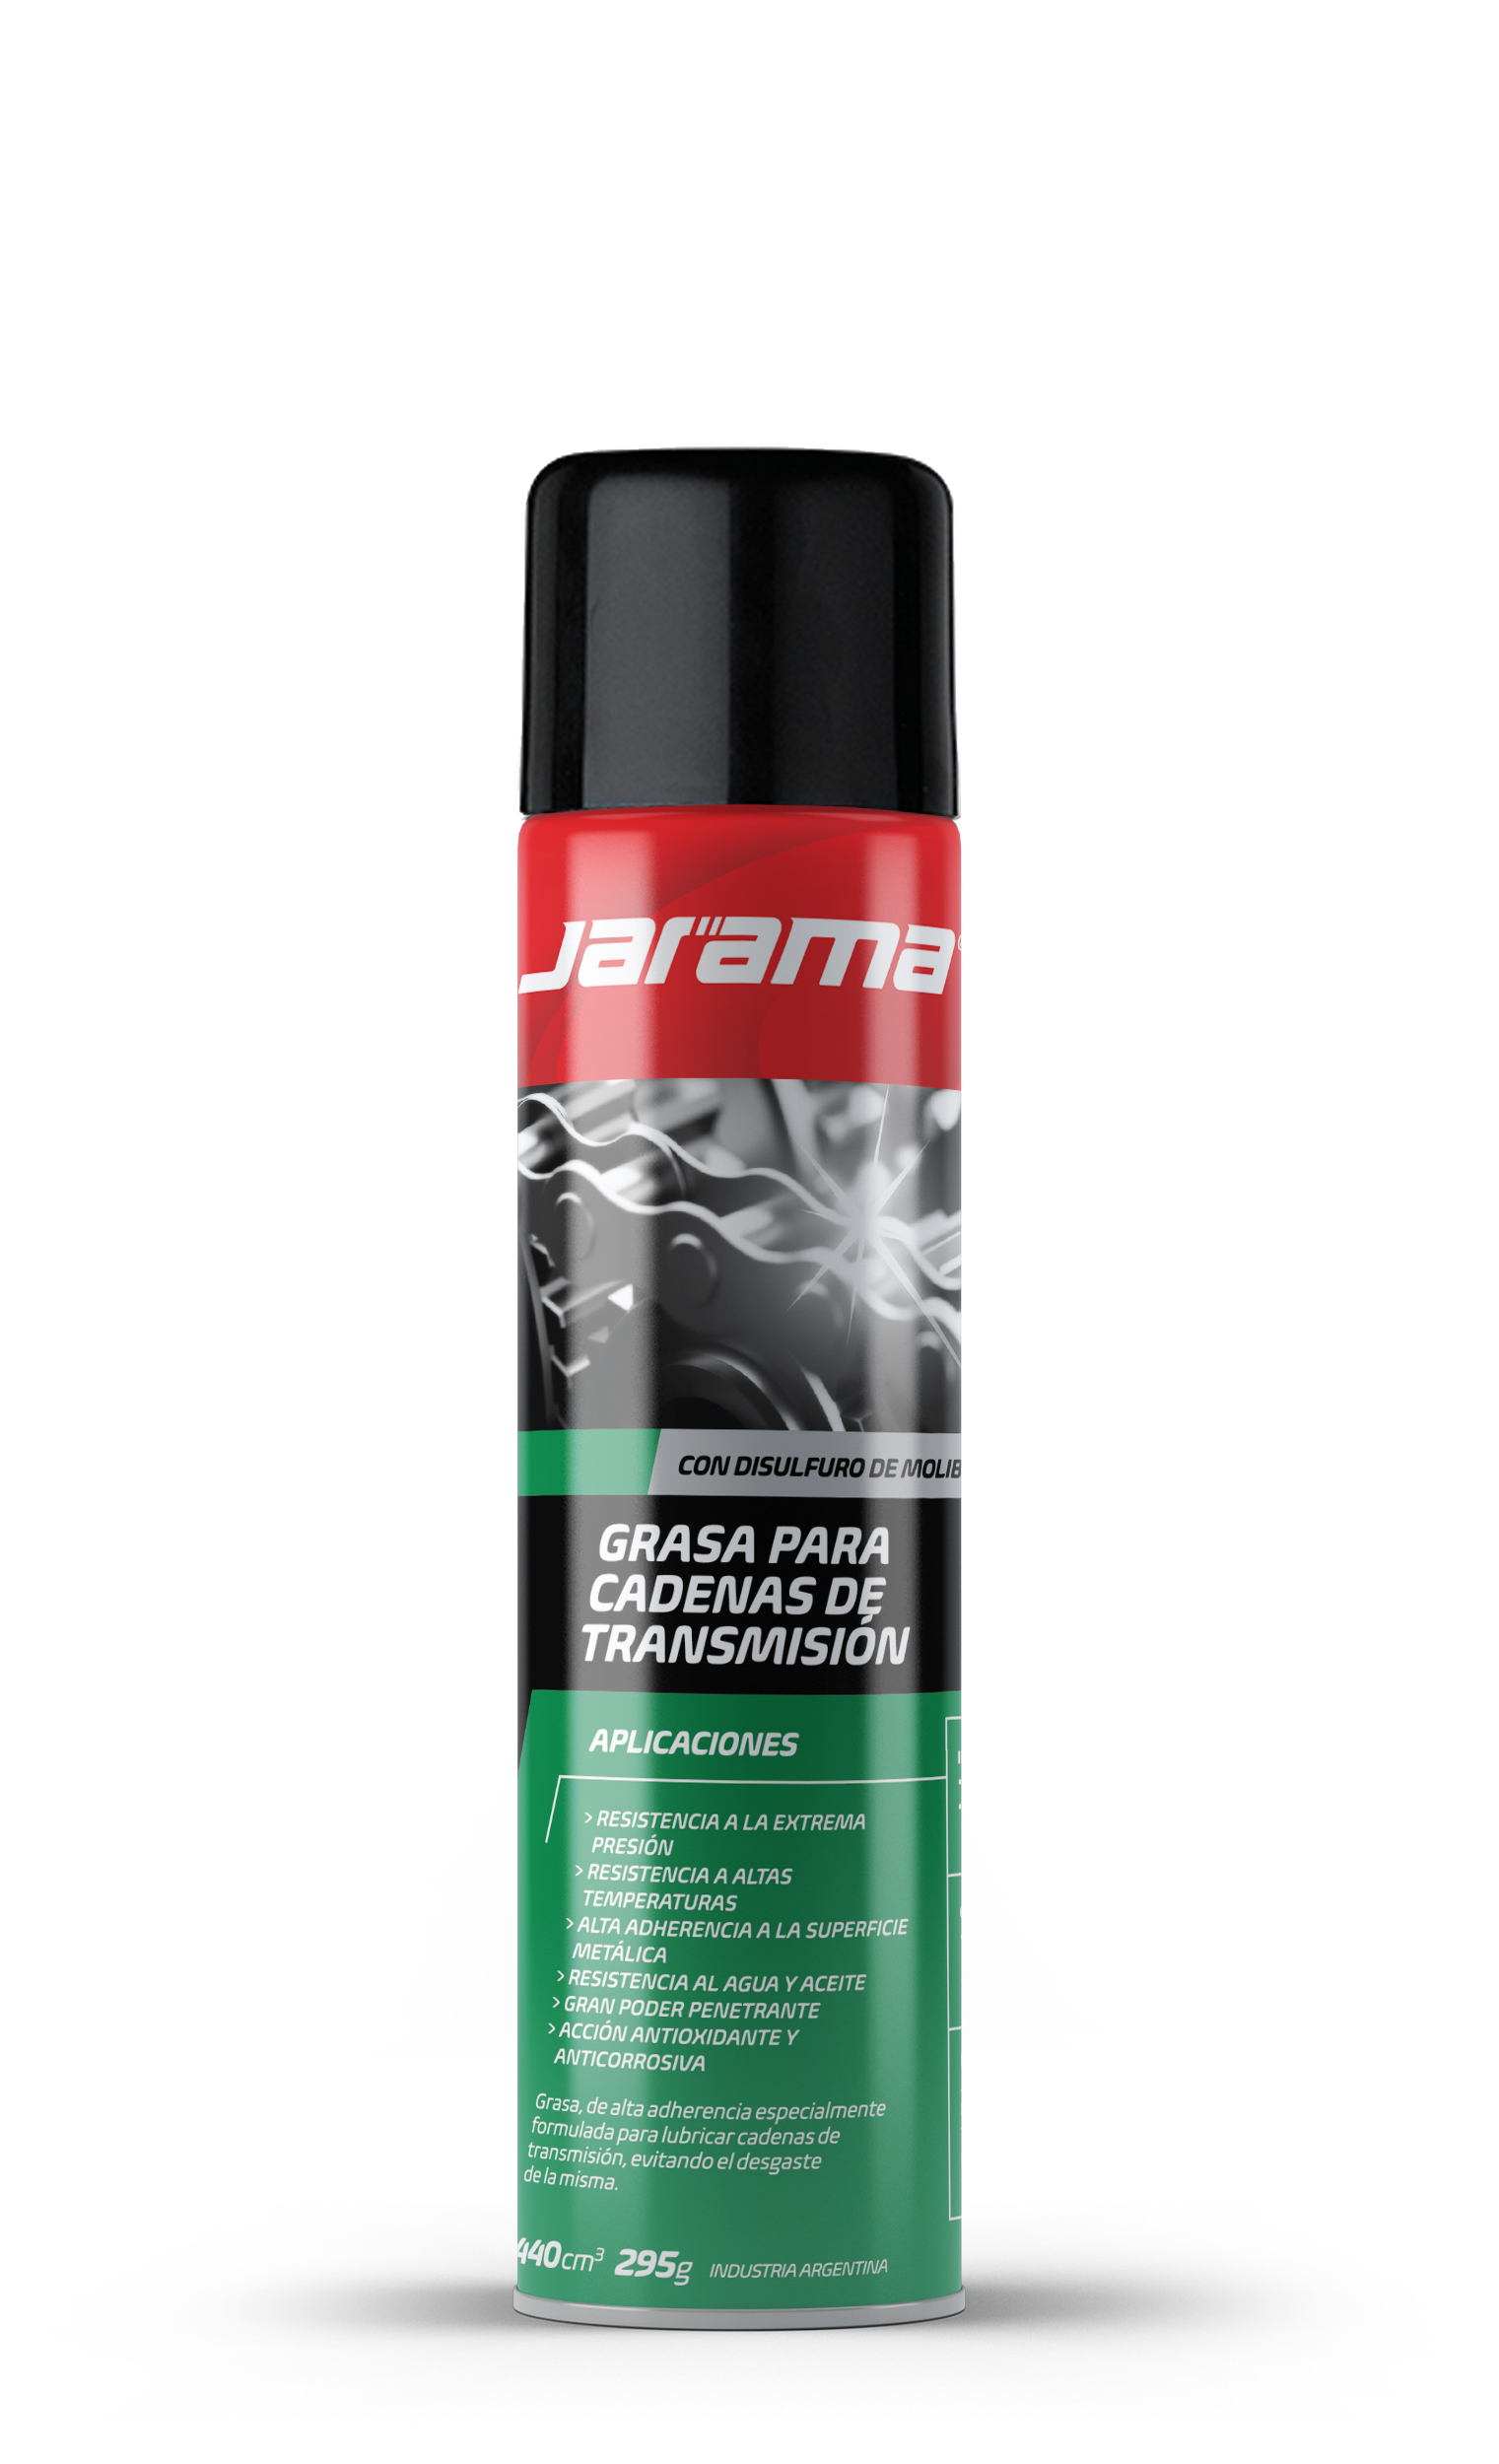 Jarama
CON DISULFURO DE
GRASA PARA
CADENAS DE
TRANSMISIÓN
APLICACIONES
> RESISTENCIA A LA EXTREMA
PRESIÓN
> RESISTENCIA A ALTAS
TEMPERATURAS
> ALTA ADHERENCIA A LA SUPERFICIE
METÁLICA
> RESISTENCIA AL AGUA Y ACEITE
> GRAN PODER PENETRANTE
> ACCIÓN ANTIOXIDANTE Y
ANTICORROSIVA
Grasa, de alta adherencia especialmente
formulada para lubricar cadenas de
transmisión, evitando el desgaste
de la misma.
440cm³ 295g INDUSTRIA ARGENTINA